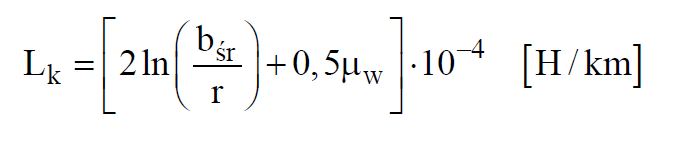 L_k = [2 ln(b_śr / r) + 0,5μ_w] · 10^−4 [H/km]